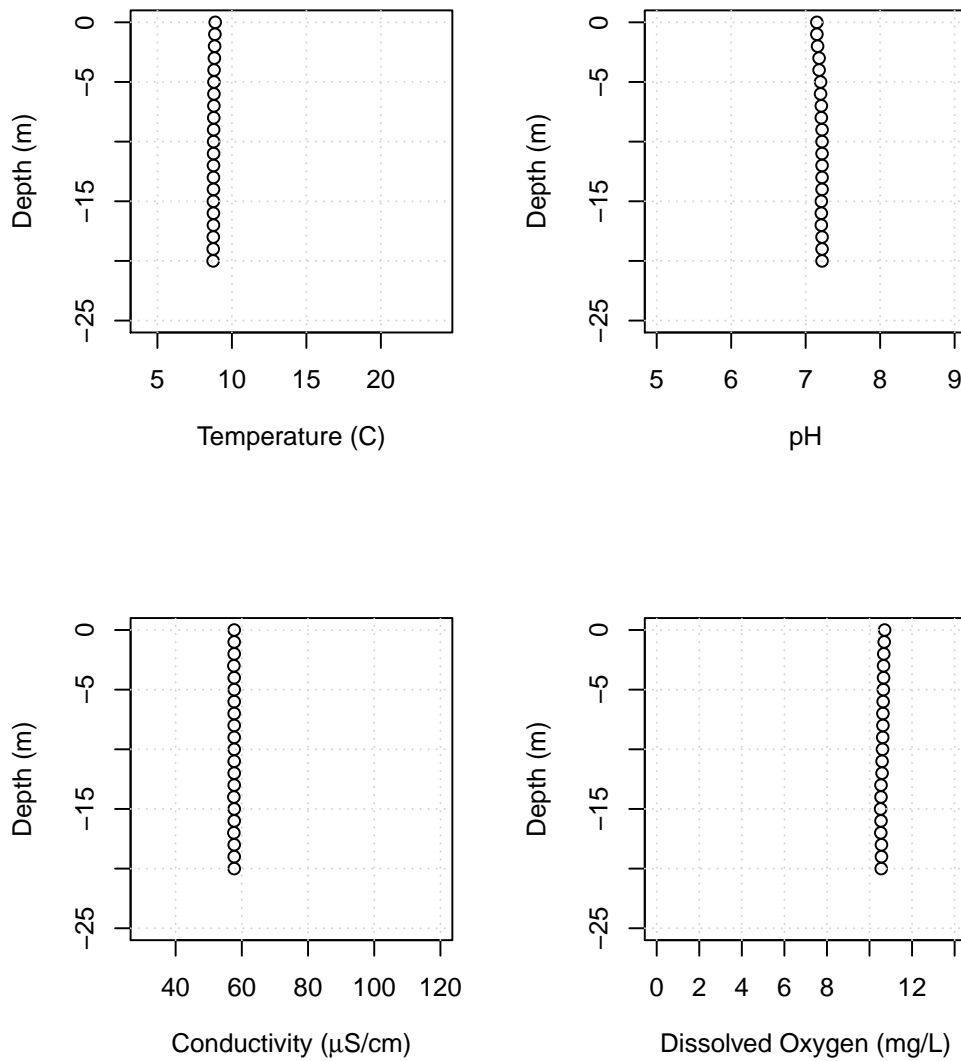 0
−5
−15
−25
Depth (m)
5 10 15 20
Temperature (C)
0
−5
−15
−25
Depth (m)
5 6 7 8 9
pH
0
−5
−15
−25
Depth (m)
40 60 80 100 120
Conductivity (µS/cm)
0
−5
−15
−25
Depth (m)
0 2 4 6 8 12
Dissolved Oxygen (mg/L)